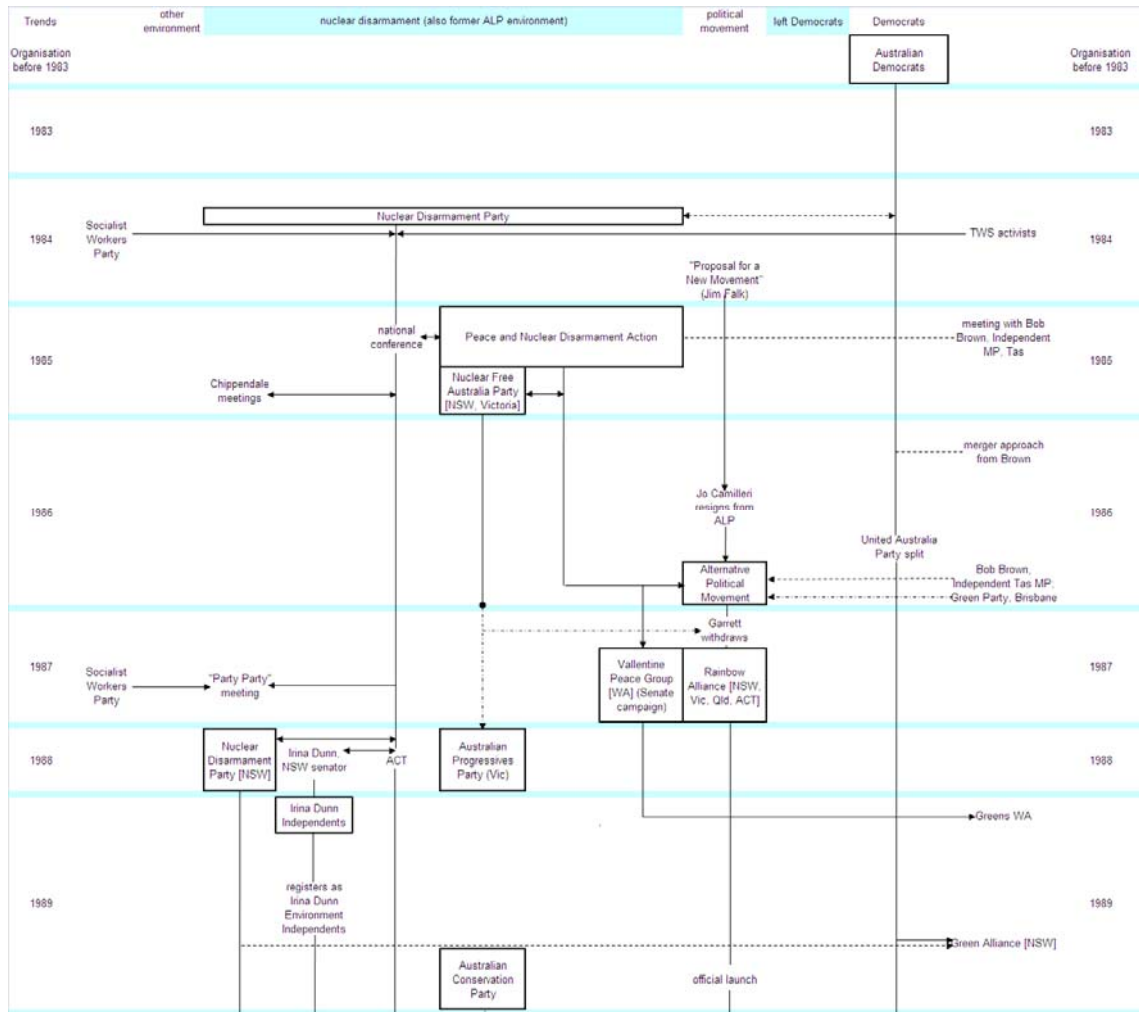 Trends
other
environment
nuclear disarmament (also former ALP environment)
political
movement
left Democrats
Democrats
Organisation
before 1983
Australian
Democrats
Organisation
before 1983
1983
1983
Nuclear Disarmament Party
Socialist
Workers
Party
1984
TWS activists
1984
"Proposal for a
New Movement"
(Jim Falk)
national
conference
Peace and Nuclear Disarmament Action
meeting with Bob
Brown, Independent
MP, Tas
1985
1985
Chippendale
meetings
Nuclear Free
Australia Party
[NSW, Victoria]
merger approach
from Brown
Jo Camilleri
resigns from
ALP
1986
1986
United Australia
Party split
Alternative
Political
Movement
Bob Brown,
Independent Tas MP;
Green Party, Brisbane
Garrett
withdraws
1987
1987
Socialist
Workers
Party
"Party Party"
meeting
Vallentine
Peace Group
[WA] (Senate
campaign)
Rainbow
Alliance [NSW,
Vic, Qld, ACT]
1988
1988
Nuclear
Disarmament
Party [NSW]
Irina Dunn,
NSW senator
ACT
Australian
Progressives
Party (Vic)
Irina Dunn
Independents
Greens WA
registers as
Irina Dunn
Environment
Independents
1989
1989
Green Alliance [NSW]
Australian
Conservation
Party
official launch